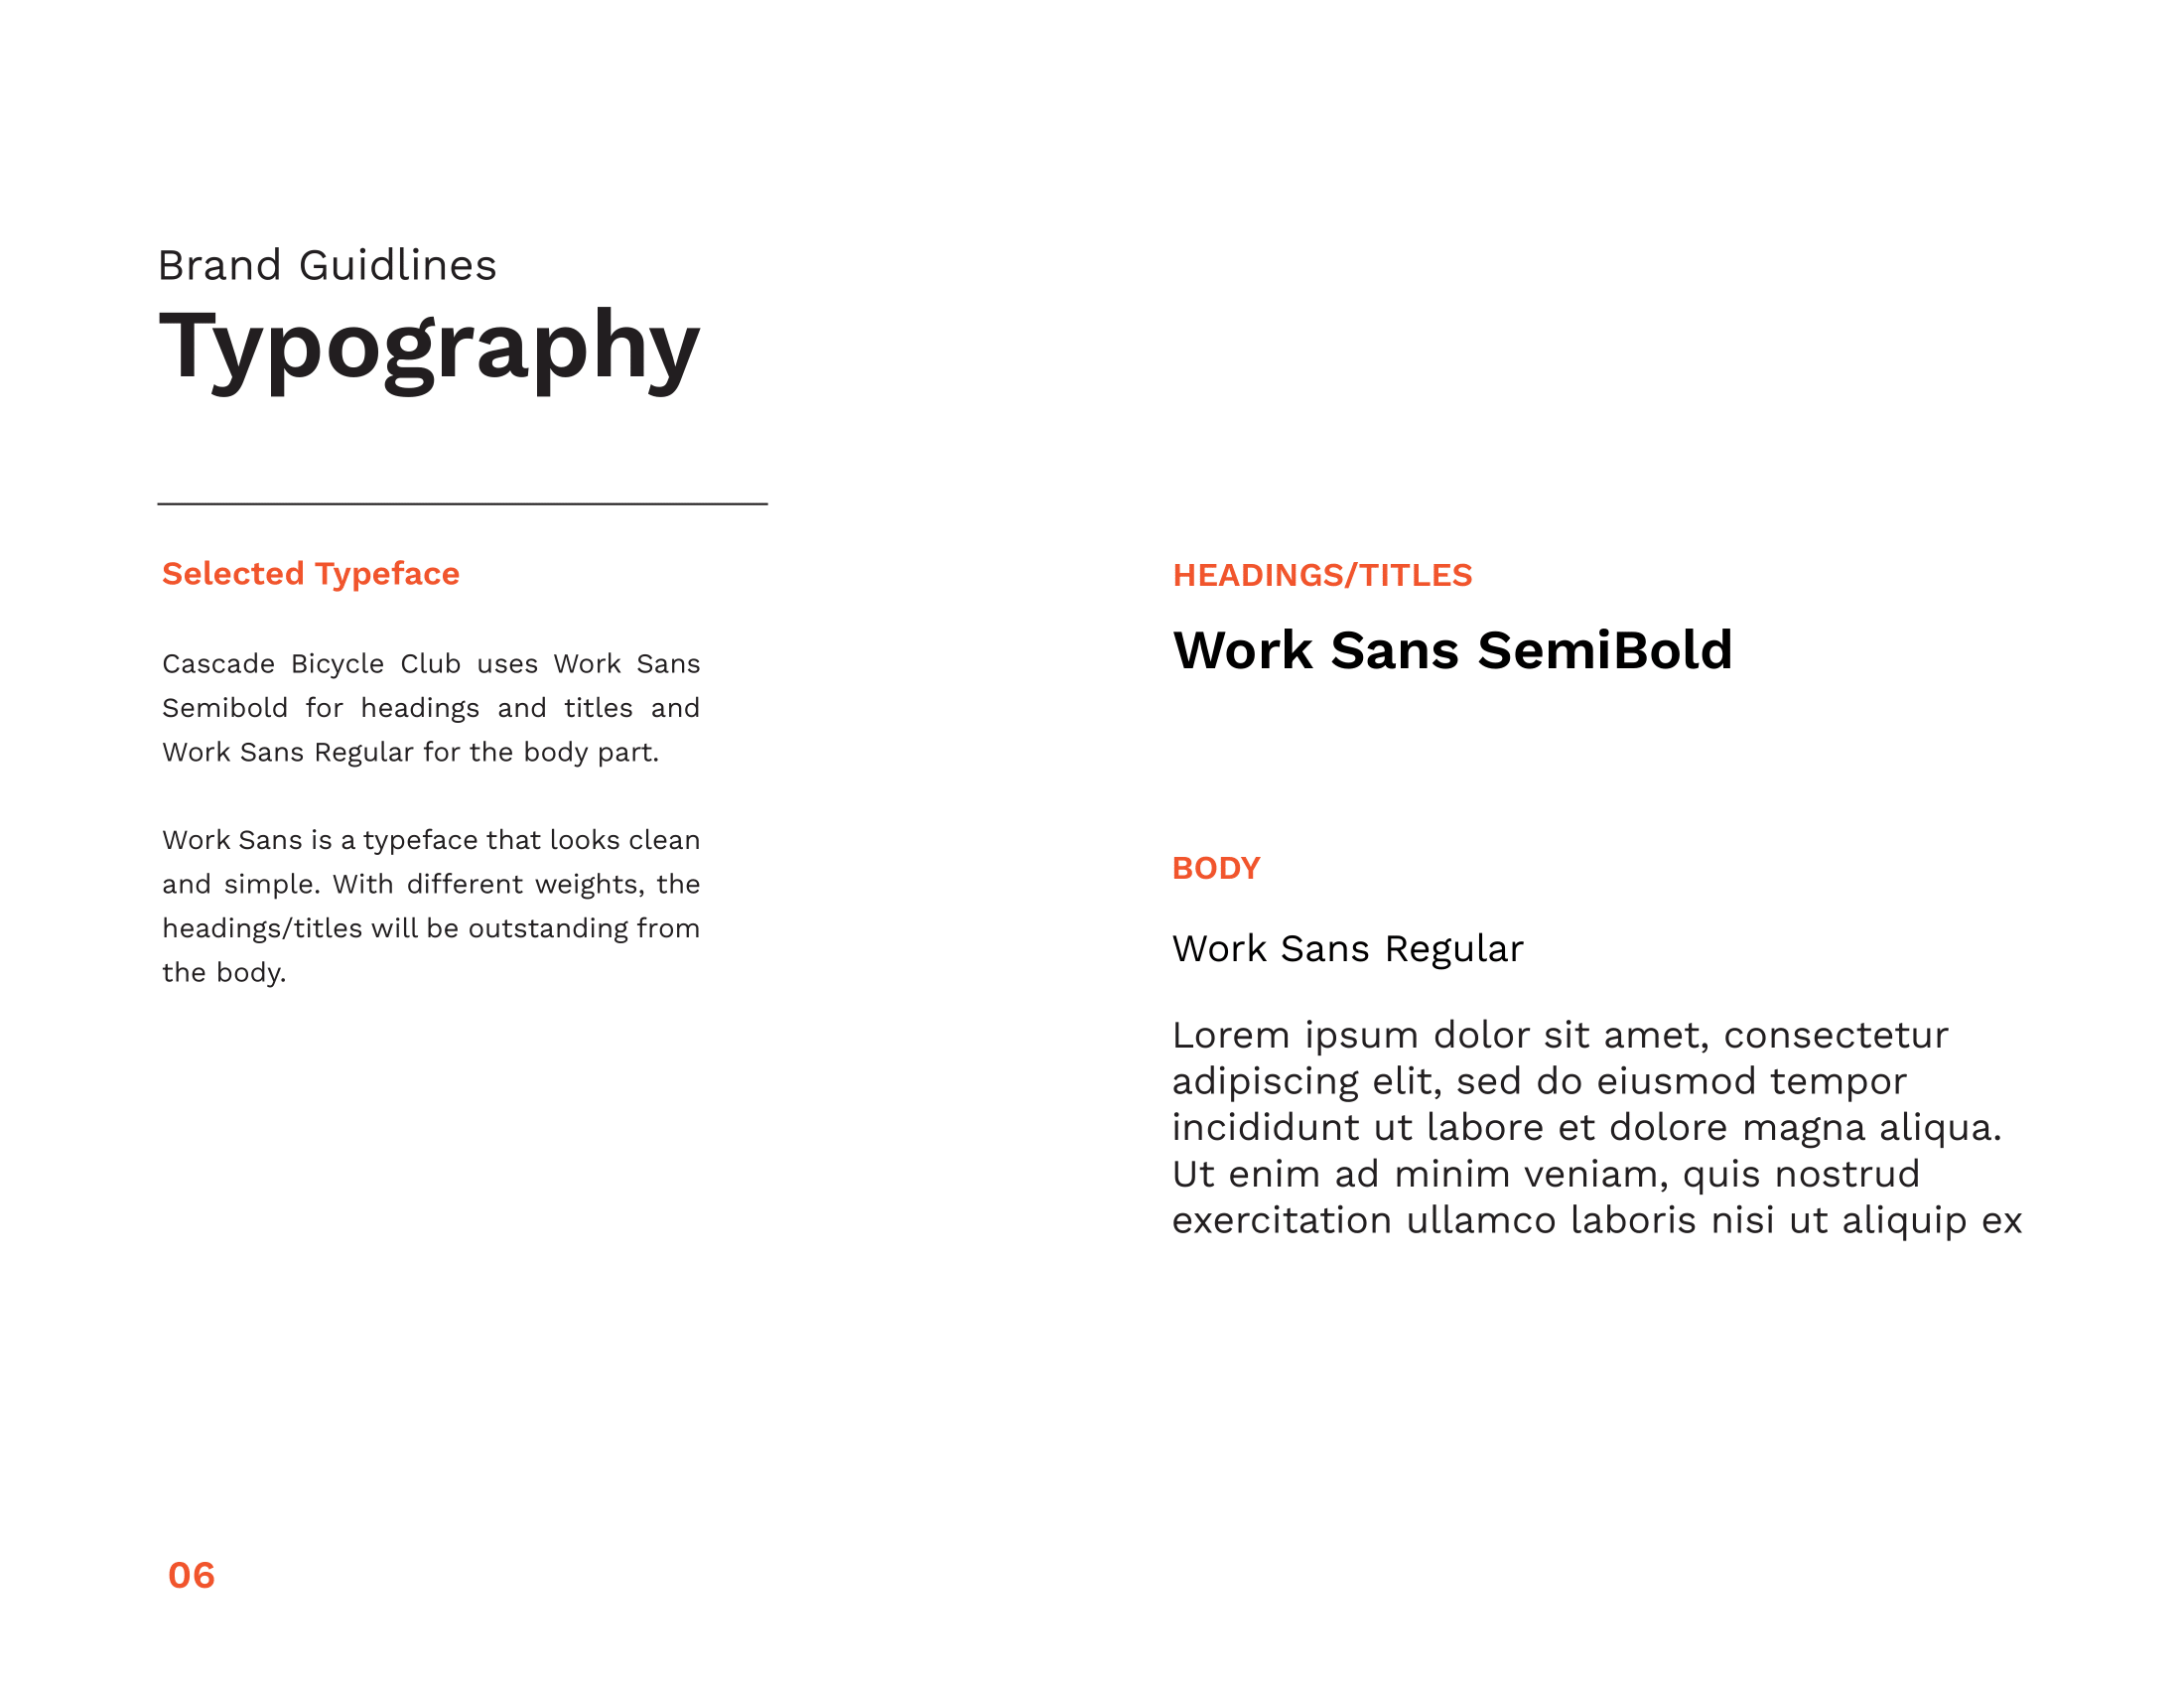 Brand Guidlines
Typography
Selected Typeface
Cascade Bicycle Club uses Work Sans
Semibold for headings and titles and
Work Sans Regular for the body part.
Work Sans is a typeface that looks clean
and simple. With different weights, the
headings/titles will be outstanding from
the body.
HEADINGS/TITLES
Work Sans SemiBold
BODY
Work Sans Regular
Lorem ipsum dolor sit amet, consectetur
adipiscing elit, sed do eiusmod tempor
incididunt ut labore et dolore magna aliqua.
Ut enim ad minim veniam, quis nostrud
exercitation ullamco laboris nisi ut aliquip ex
06